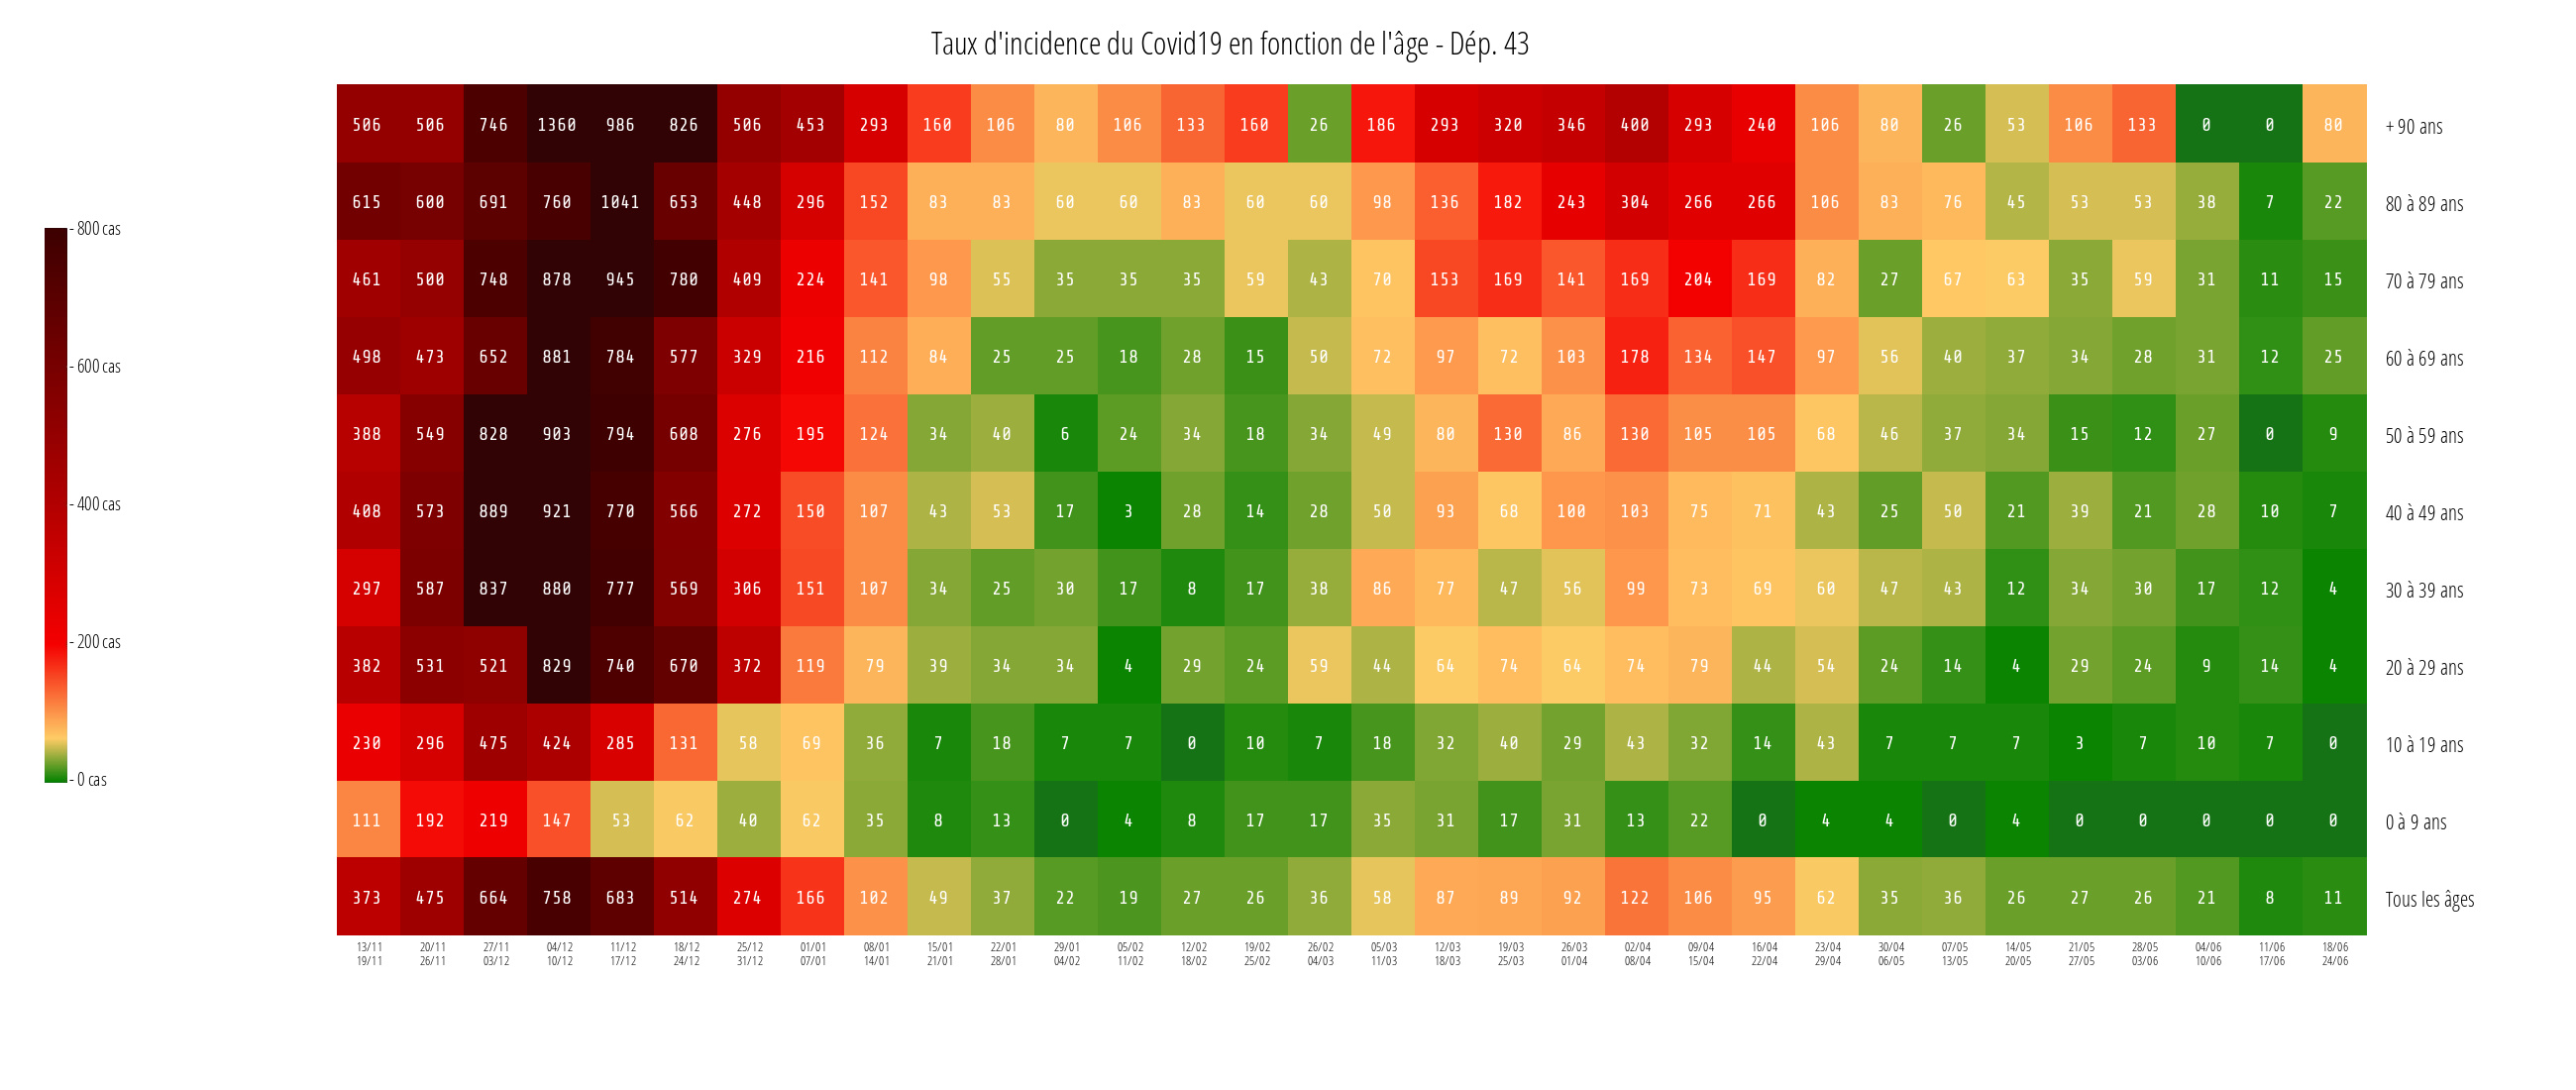 Taux d'incidence du Covid19 en fonction de l'âge - Dép. 43
506 506 746 1360 986 826 506 453 293 160 106 80 106 133 160 26 186 293 320 346 400 293 240 106 80 26 53 106 133 0 0 80 + 90 ans
615 600 691 760 1041 653 448 296 152 83 83 60 60 83 60 60 98 136 182 243 304 266 266 106 83 76 45 53 53 38 7 22 80 à 89 ans
- 800 cas
461 500 748 878 945 780 409 224 141 98 55 35 35 35 59 43 70 153 169 141 169 204 169 82 27 67 63 35 59 31 11 15 70 à 79 ans
498 473 652 881 784 577 329 216 112 84 25 25 18 28 15 50 72 97 72 103 178 134 147 97 56 40 37 34 28 31 12 25 60 à 69 ans
- 600 cas
388 549 828 903 794 608 276 195 124 34 40 6 24 34 18 34 49 80 130 86 130 105 105 68 46 37 34 15 12 27 0 9 50 à 59 ans
- 400 cas
408 573 889 921 770 566 272 150 107 43 53 17 3 28 14 28 50 93 68 100 103 75 71 43 25 50 21 39 21 28 10 7 40 à 49 ans
297 587 837 880 777 569 306 151 107 34 25 30 17 8 17 38 86 77 47 56 99 73 69 60 47 43 12 34 30 17 12 4 30 à 39 ans
- 200 cas
382 531 521 829 740 670 372 119 79 39 34 34 4 29 24 59 44 64 74 64 74 79 44 54 24 14 4 29 24 9 14 4 20 à 29 ans
230 296 475 424 285 131 58 69 36 7 18 7 7 0 10 7 18 32 40 29 43 32 14 43 7 7 7 3 7 10 7 0 10 à 19 ans
- 0 cas
111 192 219 147 53 62 40 62 35 8 13 0 4 8 17 17 35 31 17 31 13 22 0 4 4 0 4 0 0 0 0 0 0 à 9 ans
373 475 664 758 683 514 274 166 102 49 37 22 19 27 26 36 58 87 89 92 122 106 95 62 35 36 26 27 26 21 8 11 Tous les âges
13/11 20/11 27/11 04/12 11/12 18/12 25/12 01/01 08/01 15/01 22/01 29/01 05/02 12/02 19/02 26/02 05/03 12/03 19/03 26/03 02/04 09/04 16/04 23/04 30/04 07/05 14/05 21/05 28/05 04/06 11/06 18/06
19/11 26/11 03/12 10/12 17/12 24/12 31/12 07/01 14/01 21/01 28/01 04/02 11/02 18/02 25/02 04/03 11/03 18/03 25/03 01/04 08/04 15/04 22/04 29/04 06/05 13/05 20/05 27/05 03/06 10/06 17/06 24/06